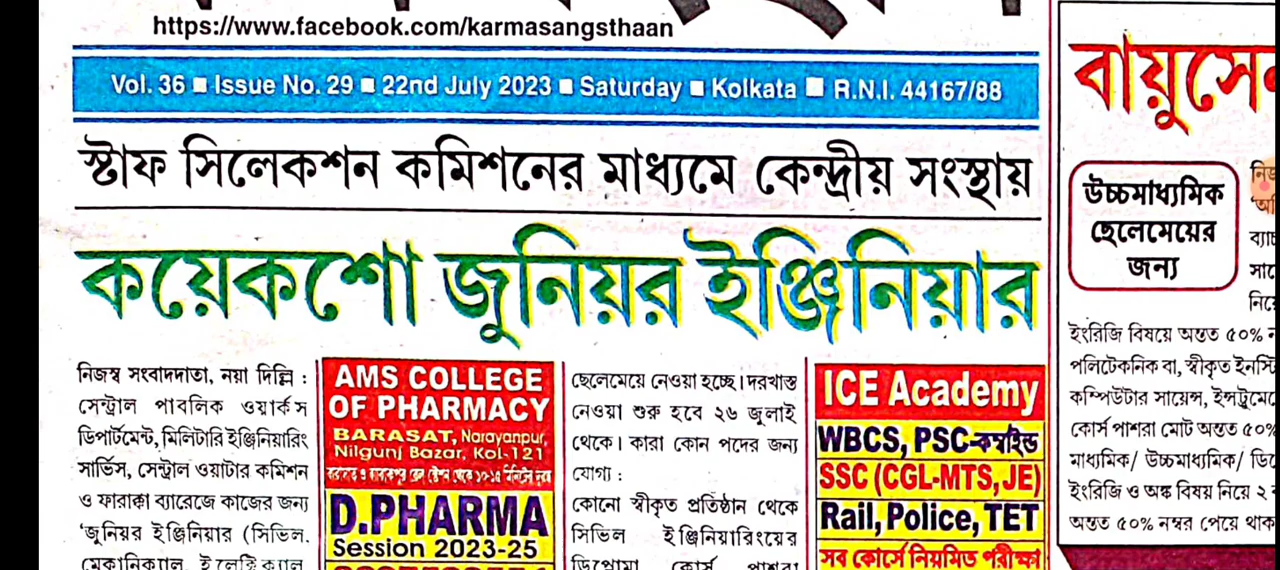 https://www.facebook.com/karmasangsthaan
Vol. 36 ■ Issue No. 29 ■ 22nd July 2023 ■ Saturday ■ Kolkata ■ R.N.I. 44167/88
স্টাফ সিলেকশন কমিশনের মাধ্যমে কেন্দ্রীয় সংস্থায়
কয়েকশো জুনিয়র ইঞ্জিনিয়ার
নিজস্ব সংবাদদাতা, নয়া দিল্লি :
সেন্ট্রাল পাবলিক ওয়ার্কস
ডিপার্টমেন্ট, মিলিটারি ইঞ্জিনিয়ারিং
সার্ভিস, সেন্ট্রাল ওয়াটার কমিশন
ও ফারাক্কা ব্যারেজে কাজের জন্য
'জুনিয়র ইঞ্জিনিয়ার (সিভিল,
মেকানিক্যাল, ইলেক্ট্রিক্যাল
AMS COLLEGE
OF PHARMACY
BARASAT, Narayanpur,
Nilgunj Bazar, Kol-121
D.PHARMA
Session 2023-25
ছেলেমেয়ে নেওয়া হচ্ছে। দরখাস্ত
নেওয়া শুরু হবে ২৬ জুলাই
থেকে। কারা কোন পদের জন্য
যোগ্য :
কোনো স্বীকৃত প্রতিষ্ঠান থেকে
সিভিল ইঞ্জিনিয়ারিংয়ের
ডিপ্লোমা কোর্স পাশরা
ICE Academy
WBCS, PSC-কম্বাইন্ড
SSC (CGL-MTS, JE)
Rail, Police, TET
সব কোর্সে নিয়মিত পরীক্ষা
বায়ুসেন
উচ্চমাধ্যমিক
ছেলেমেয়ের
জন্য
ইংরিজি বিষয়ে অন্তত ৫০%
পলিটেকনিক বা, স্বীকৃত
কম্পিউটার সায়েন্স,
কোর্স পাশরা মোট অন্তত ৫০%
মাধ্যমিক/ উচ্চমাধ্যমিক/
ইংরিজি ও অঙ্ক বিষয় নিয়ে ২
অন্তত ৫০% নম্বর পেয়ে থাক